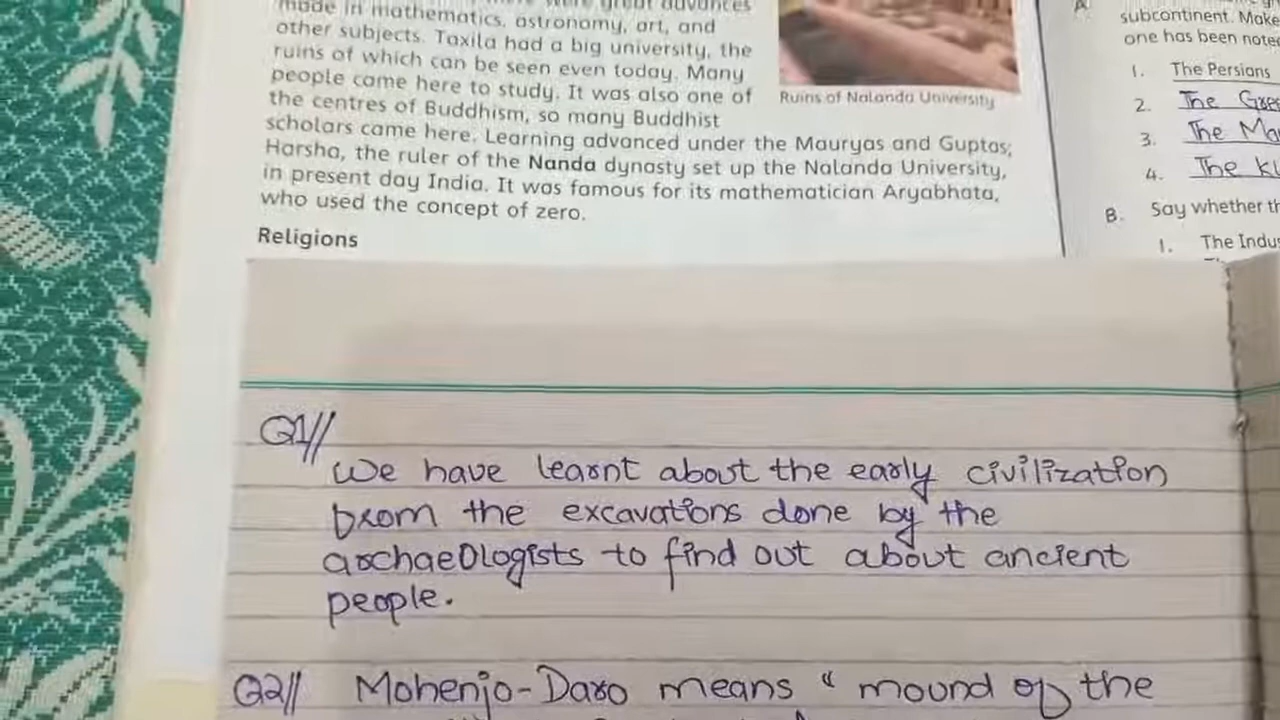 made in mathematics, astronomy, art, and
other subjects. Taxila had a big university, the
ruins of which can be seen even today. Many
people came here to study. It was also one of
the centres of Buddhism, so many Buddhist
scholars came here. Learning advanced under the Mauryas and Guptas;
Harsha, the ruler of the Nanda dynasty set up the Nalanda University,
in present day India. It was famous for its mathematician Aryabhata,
who used the concept of zero.
Religions
Ruins of Nalanda University
A.
subcontinent. Make
one has been noted
1. The Persians
2. The Gree
3. The Ma
4. The Ku
B. Say whether th
1. The Indu
Q1//
We have learnt about the early civilization
from the excavations done by the
archaeologists to find out about ancient
people.
Q2// Mohenjo-Daro means " mound of the